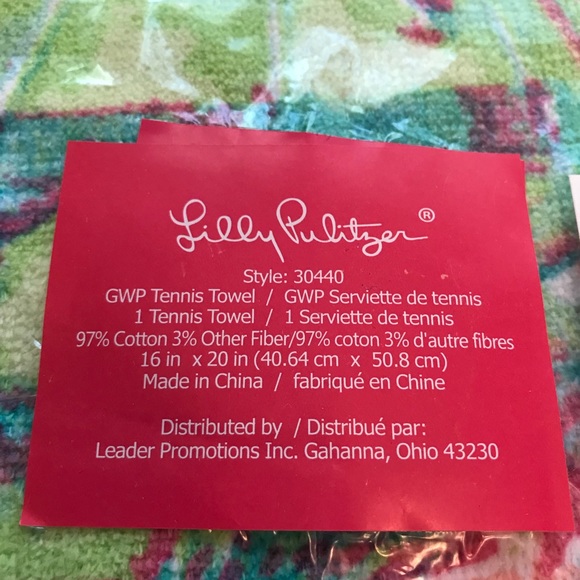 Lilly Pulitzer®
Style: 30440
GWP Tennis Towel / GWP Serviette de tennis
1 Tennis Towel / 1 Serviette de tennis
97% Cotton 3% Other Fiber/97% coton 3% d'autre fibres
16 in x 20 in (40.64 cm x 50.8 cm)
Made in China / fabriqué en Chine
Distributed by / Distribué par:
Leader Promotions Inc. Gahanna, Ohio 43230